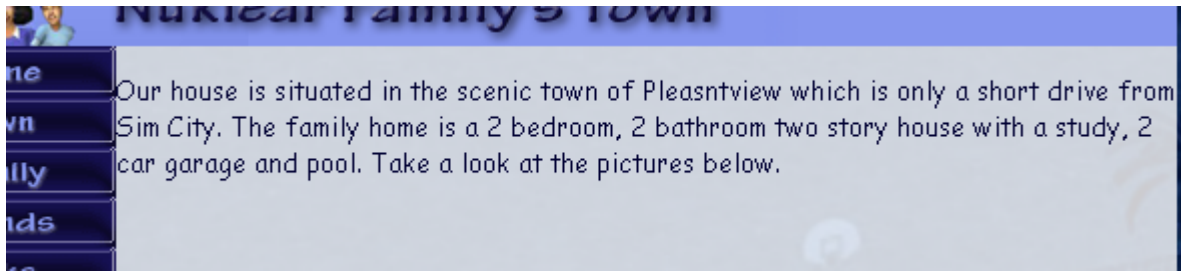 Nuklear Family's Town
Our house is situated in the scenic town of Pleasntview which is only a short drive from
Sim City. The family home is a 2 bedroom, 2 bathroom two story house with a study, 2
car garage and pool. Take a look at the pictures below.